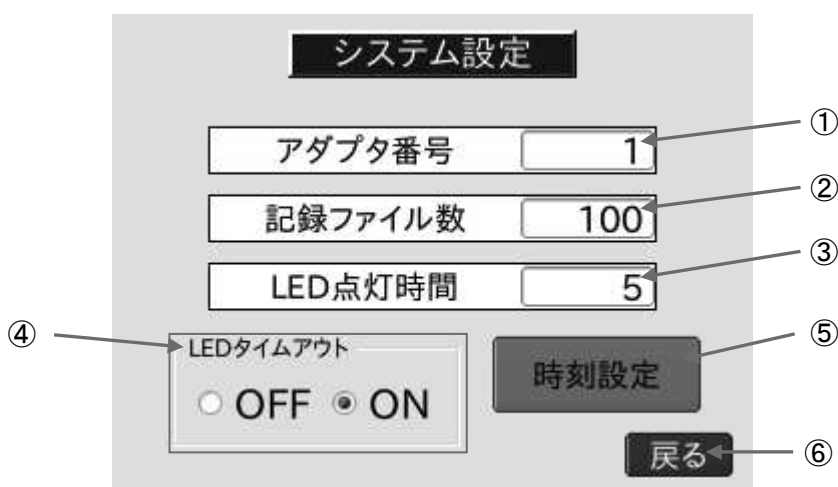 システム設定
アダプタ番号 1 ①
記録ファイル数 100 ②
LED点灯時間 5 ③
④ LEDタイムアウト
OFF ON
時刻設定 ⑤
戻る ⑥